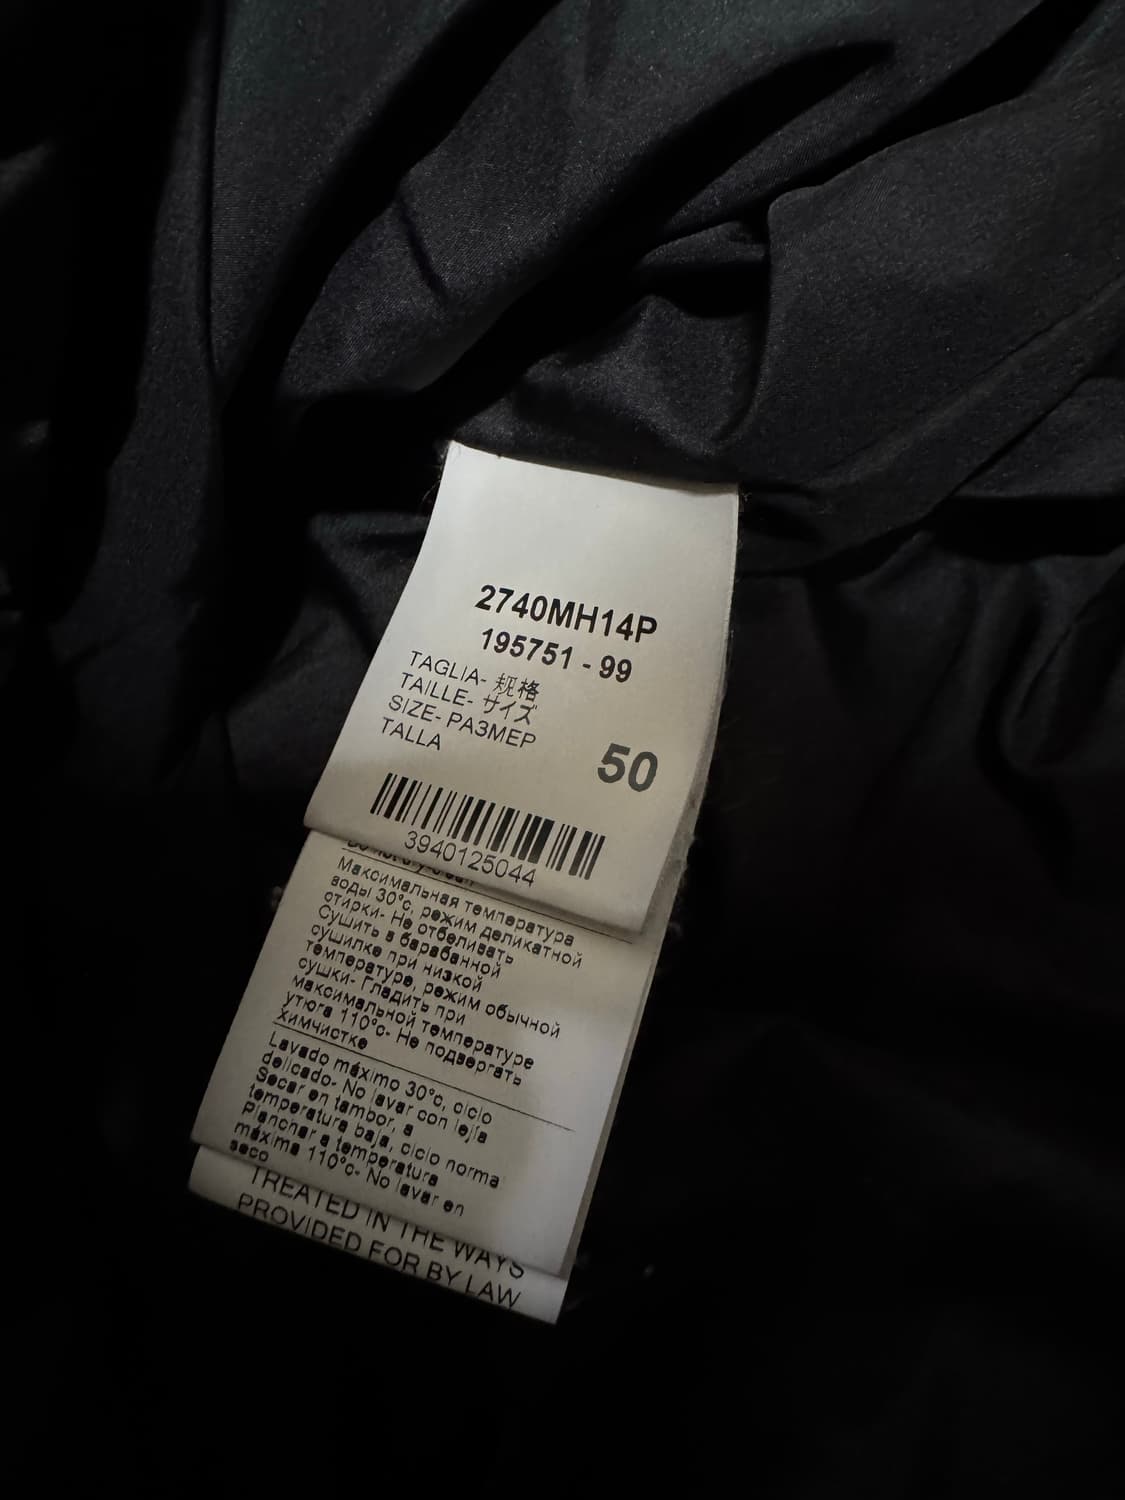 2740MH14P
195751 - 99
TAGLIA- 规格
TAILLE- サイズ
SIZE- РАЗМЕР
TALLA
50
3940125044
Максимальная температура
воды 30°c, режим деликатной
стирки- Не отбеливать
Сушить в барабанной
сушилке при низкой
температуре, режим обычной
сушки- Гладить при
максимальной температуре
утюга 110°c- Не подвергать
химчистке
Lavado máximo 30°c, ciclo
delicado- No lavar con lejía
Secar en tambor, a
temperatura baja, ciclo norma
Planchar a temperatura
máxima 110°c- No lavar en
seco
TREATED IN THE WAYS
PROVIDED FOR BY LAW